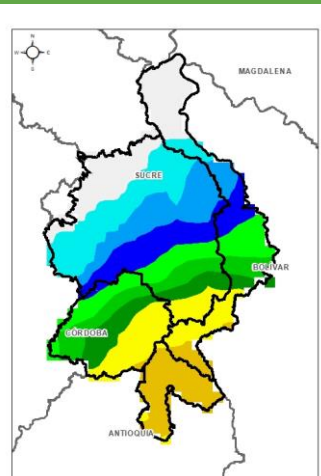 N
W E
S
MAGDALENA
SUCRE
BOLIVAR
CÓRDOBA
ANTIOQUIA